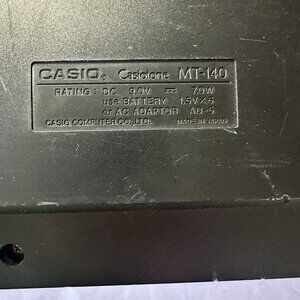 CASIO® Casiotone MT-140
RATING : DC 9.0V ⎓ 7.0W
use BATTERY 1.5V×6
or AC ADAPTOR AD-5
CASIO COMPUTER CO., LTD. MADE IN JAPAN